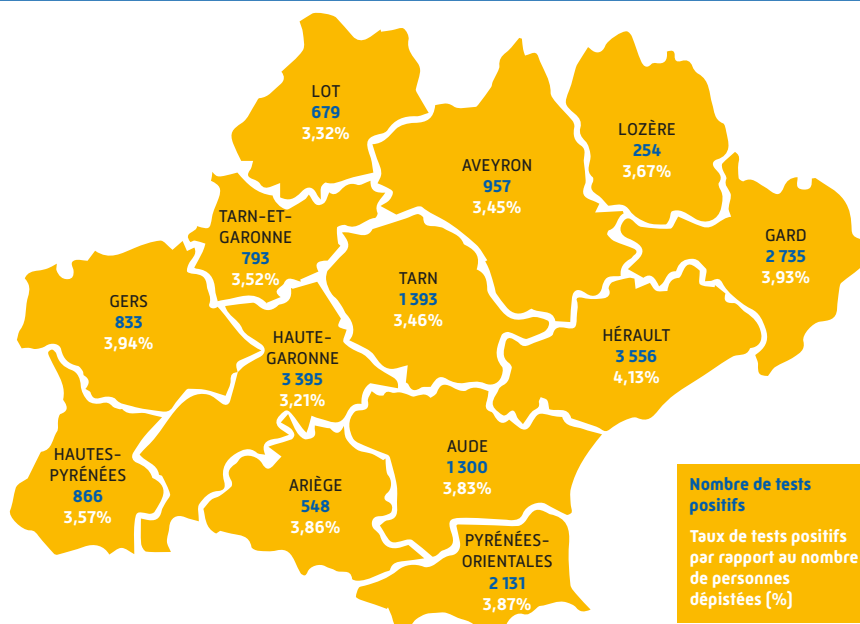 LOT
679
3,32%
LOZÈRE
254
3,67%
AVEYRON
957
3,45%
TARN-ET-
GARONNE
793
3,52%
GARD
2 735
3,93%
TARN
1 393
3,46%
GERS
833
3,94%
HAUTE-
GARONNE
3 395
3,21%
HÉRAULT
3 556
4,13%
HAUTES-
PYRÉNÉES
866
3,57%
ARIÈGE
548
3,86%
AUDE
1 300
3,83%
PYRÉNÉES-
ORIENTALES
2 131
3,87%
Nombre de tests
positifs
Taux de tests positifs
par rapport au nombre
de personnes
dépistées (%)